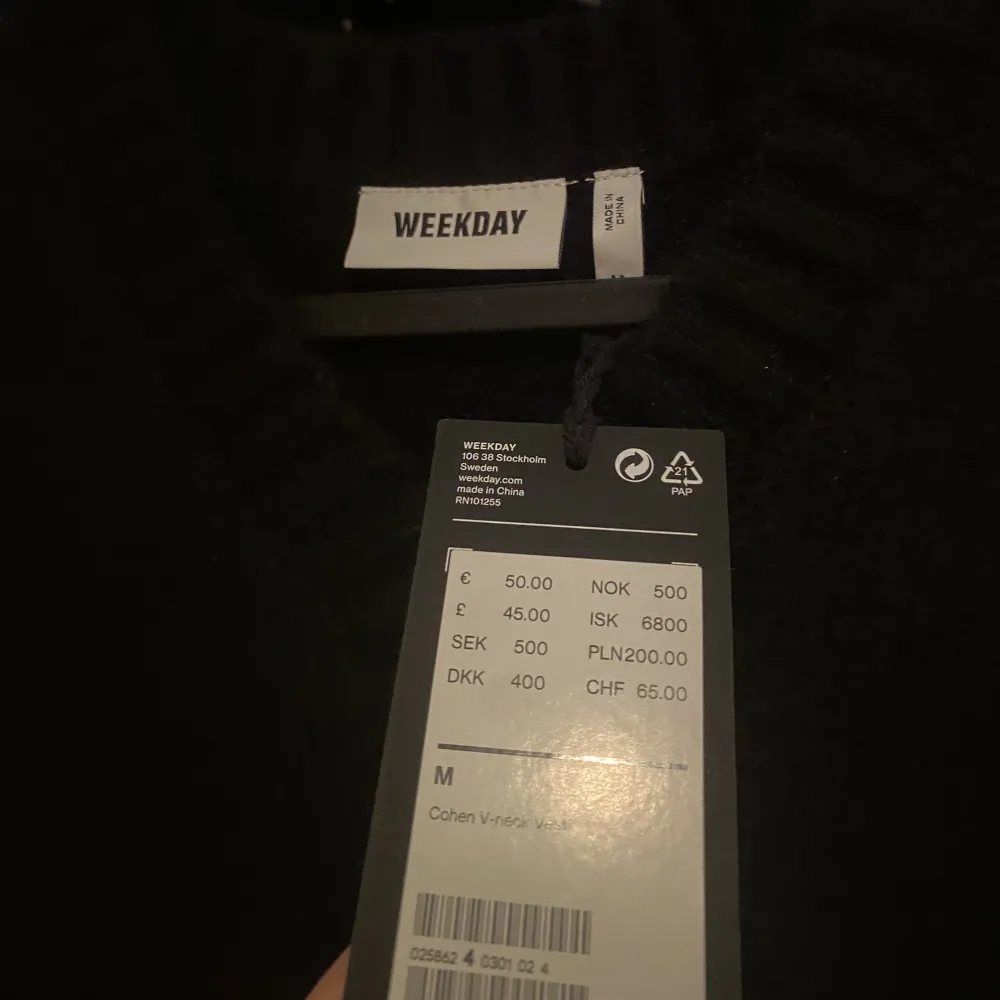 WEEKDAY
MADE IN
CHINA
WEEKDAY
106 38 Stockholm
Sweden
weekday.com
made in China
RN101255
21
PAP
€ 50.00 NOK 500
£ 45.00 ISK 6800
SEK 500 PLN200.00
DKK 400 CHF 65.00
M
Cohen V-neck Vest
025862 4 0301 02 4